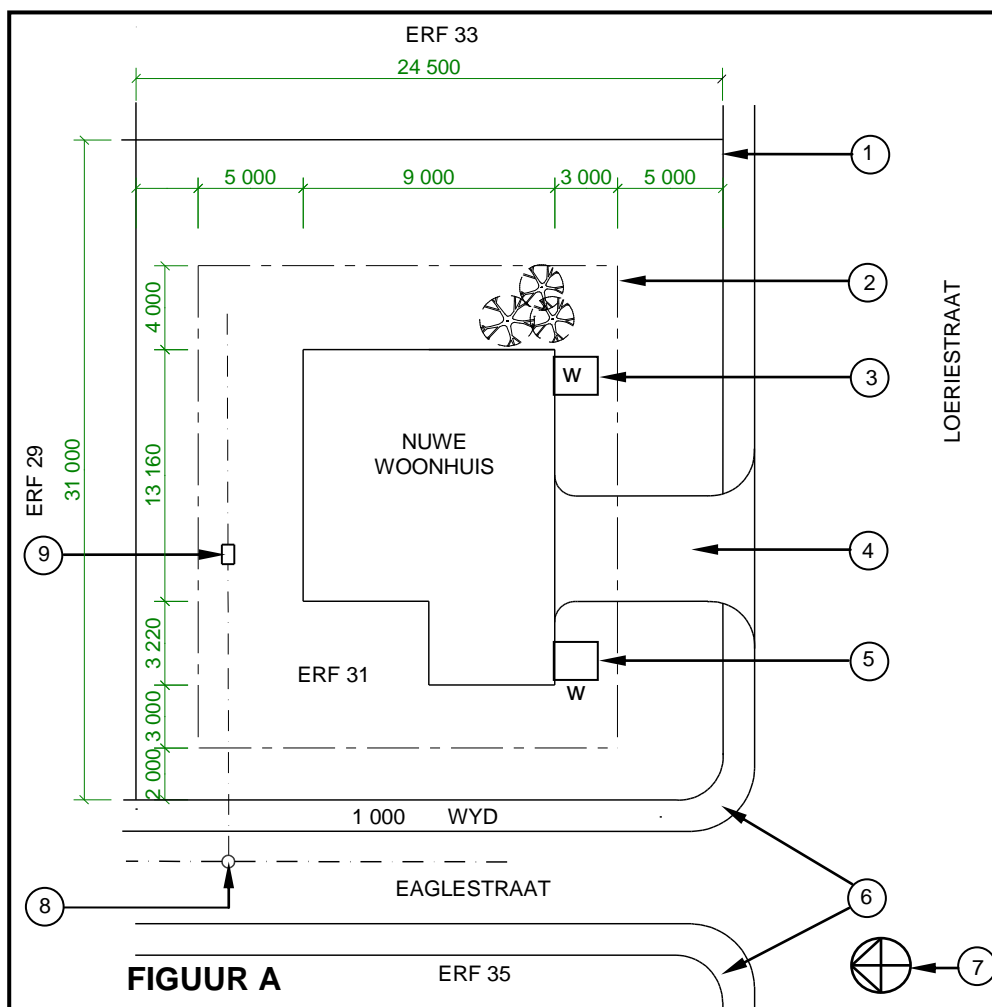 ERF 33
24 500
1
5 000
9 000
3 000
5 000
2
4 000
LOERIESTRAAT
W
3
NUWE
WOONHUIS
ERF 29
31 000
13 160
9
4
3 220
ERF 31
5
W
3 000
2 000
1 000 WYD
EAGLESTRAAT
8
6
FIGUUR A
ERF 35
7